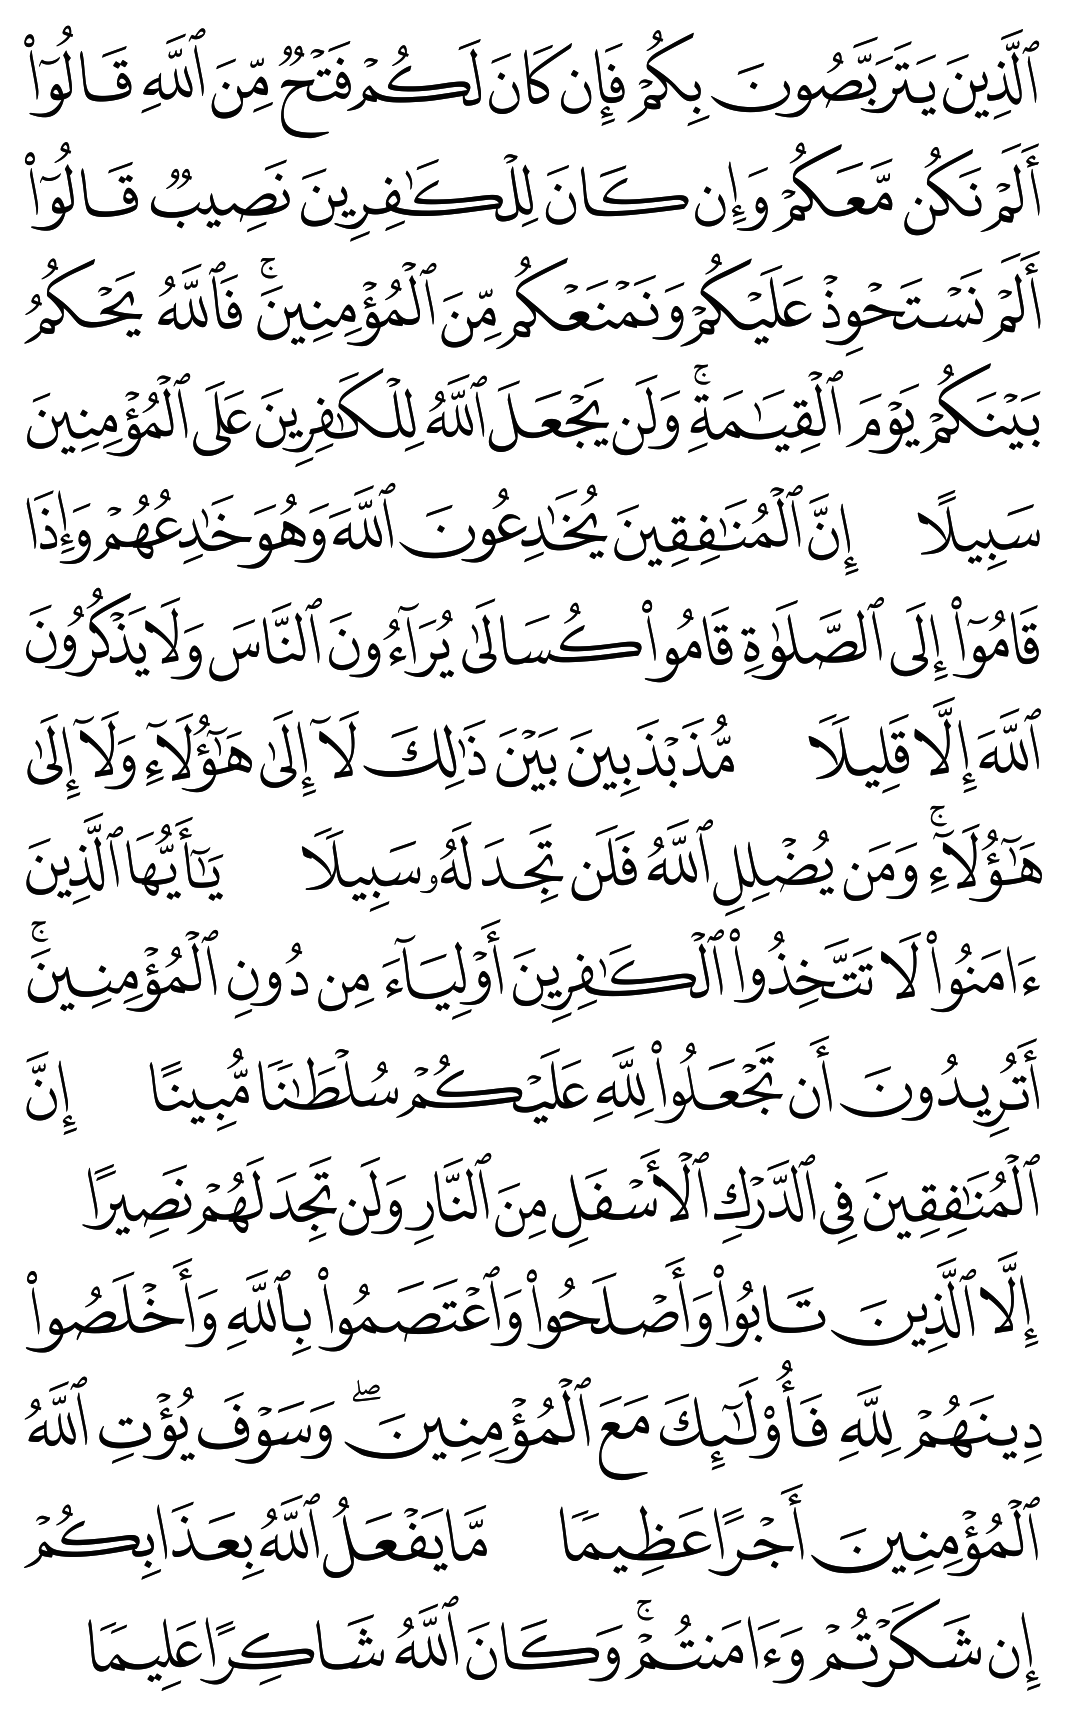 ٱلَّذِينَ يَتَرَبَّصُونَ بِكُمْ فَإِن كَانَ لَكُمْ فَتْحٌ مِّنَ ٱللَّهِ قَالُوٓا۟
أَلَمْ نَكُن مَّعَكُمْ وَإِن كَانَ لِلْكَـٰفِرِينَ نَصِيبٌ قَالُوٓا۟
أَلَمْ نَسْتَحْوِذْ عَلَيْكُمْ وَنَمْنَعْكُم مِّنَ ٱلْمُؤْمِنِينَ ۚ فَٱللَّهُ يَحْكُمُ
بَيْنَكُمْ يَوْمَ ٱلْقِيَـٰمَةِ ۚ وَلَن يَجْعَلَ ٱللَّهُ لِلْكَـٰفِرِينَ عَلَى ٱلْمُؤْمِنِينَ
سَبِيلًا إِنَّ ٱلْمُنَـٰفِقِينَ يُخَـٰدِعُونَ ٱللَّهَ وَهُوَ خَـٰدِعُهُمْ وَإِذَا
قَامُوٓا۟ إِلَى ٱلصَّلَوٰةِ قَامُوا۟ كُسَالَىٰ يُرَآءُونَ ٱلنَّاسَ وَلَا يَذْكُرُونَ
ٱللَّهَ إِلَّا قَلِيلًا مُّذَبْذَبِينَ بَيْنَ ذَٰلِكَ لَآ إِلَىٰ هَـٰٓؤُلَآءِ وَلَآ إِلَىٰ
هَـٰٓؤُلَآءِ ۚ وَمَن يُضْلِلِ ٱللَّهُ فَلَن تَجِدَ لَهُۥ سَبِيلًا يَـٰٓأَيُّهَا ٱلَّذِينَ
ءَامَنُوا۟ لَا تَتَّخِذُوا۟ ٱلْكَـٰفِرِينَ أَوْلِيَآءَ مِن دُونِ ٱلْمُؤْمِنِينَ ۚ
أَتُرِيدُونَ أَن تَجْعَلُوا۟ لِلَّهِ عَلَيْكُمْ سُلْطَـٰنًا مُّبِينًا إِنَّ
ٱلْمُنَـٰفِقِينَ فِى ٱلدَّرْكِ ٱلْأَسْفَلِ مِنَ ٱلنَّارِ وَلَن تَجِدَ لَهُمْ نَصِيرًا
إِلَّا ٱلَّذِينَ تَابُوا۟ وَأَصْلَحُوا۟ وَٱعْتَصَمُوا۟ بِٱللَّهِ وَأَخْلَصُوا۟
دِينَهُمْ لِلَّهِ فَأُو۟لَـٰٓئِكَ مَعَ ٱلْمُؤْمِنِينَ ۖ وَسَوْفَ يُؤْتِ ٱللَّهُ
ٱلْمُؤْمِنِينَ أَجْرًا عَظِيمًا مَّا يَفْعَلُ ٱللَّهُ بِعَذَابِكُمْ
إِن شَكَرْتُمْ وَءَامَنتُمْ ۚ وَكَانَ ٱللَّهُ شَاكِرًا عَلِيمًا